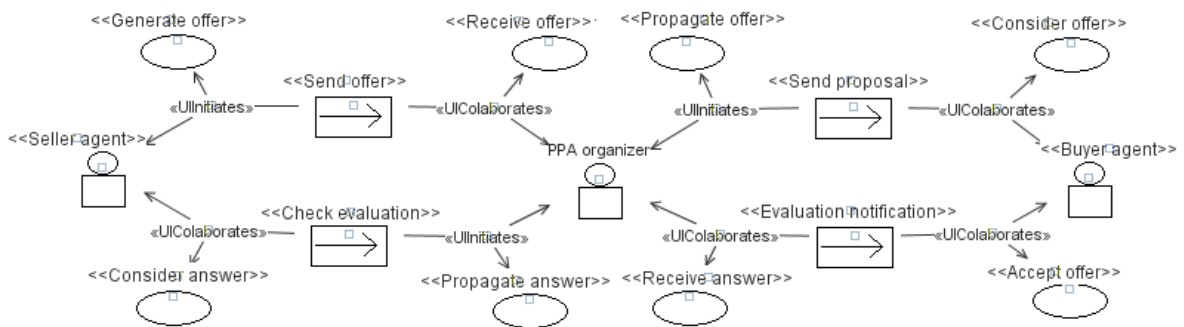 <<Generate offer>>
<<Receive offer>>
<<Propagate offer>>
<<Consider offer>>
<<Send offer>>
<<Send proposal>>
«UIInitiates»
«UIColaborates»
«UIInitiates»
«UIColaborates»
<<Seller agent>>
PPA organizer
<<Buyer agent>>
<<Check evaluation>>
<<Evaluation notification>>
«UIColaborates»
«UIInitiates»
«UIColaborates»
«UIColaborates»
<<Consider answer>>
<<Propagate answer>>
<<Receive answer>>
<<Accept offer>>